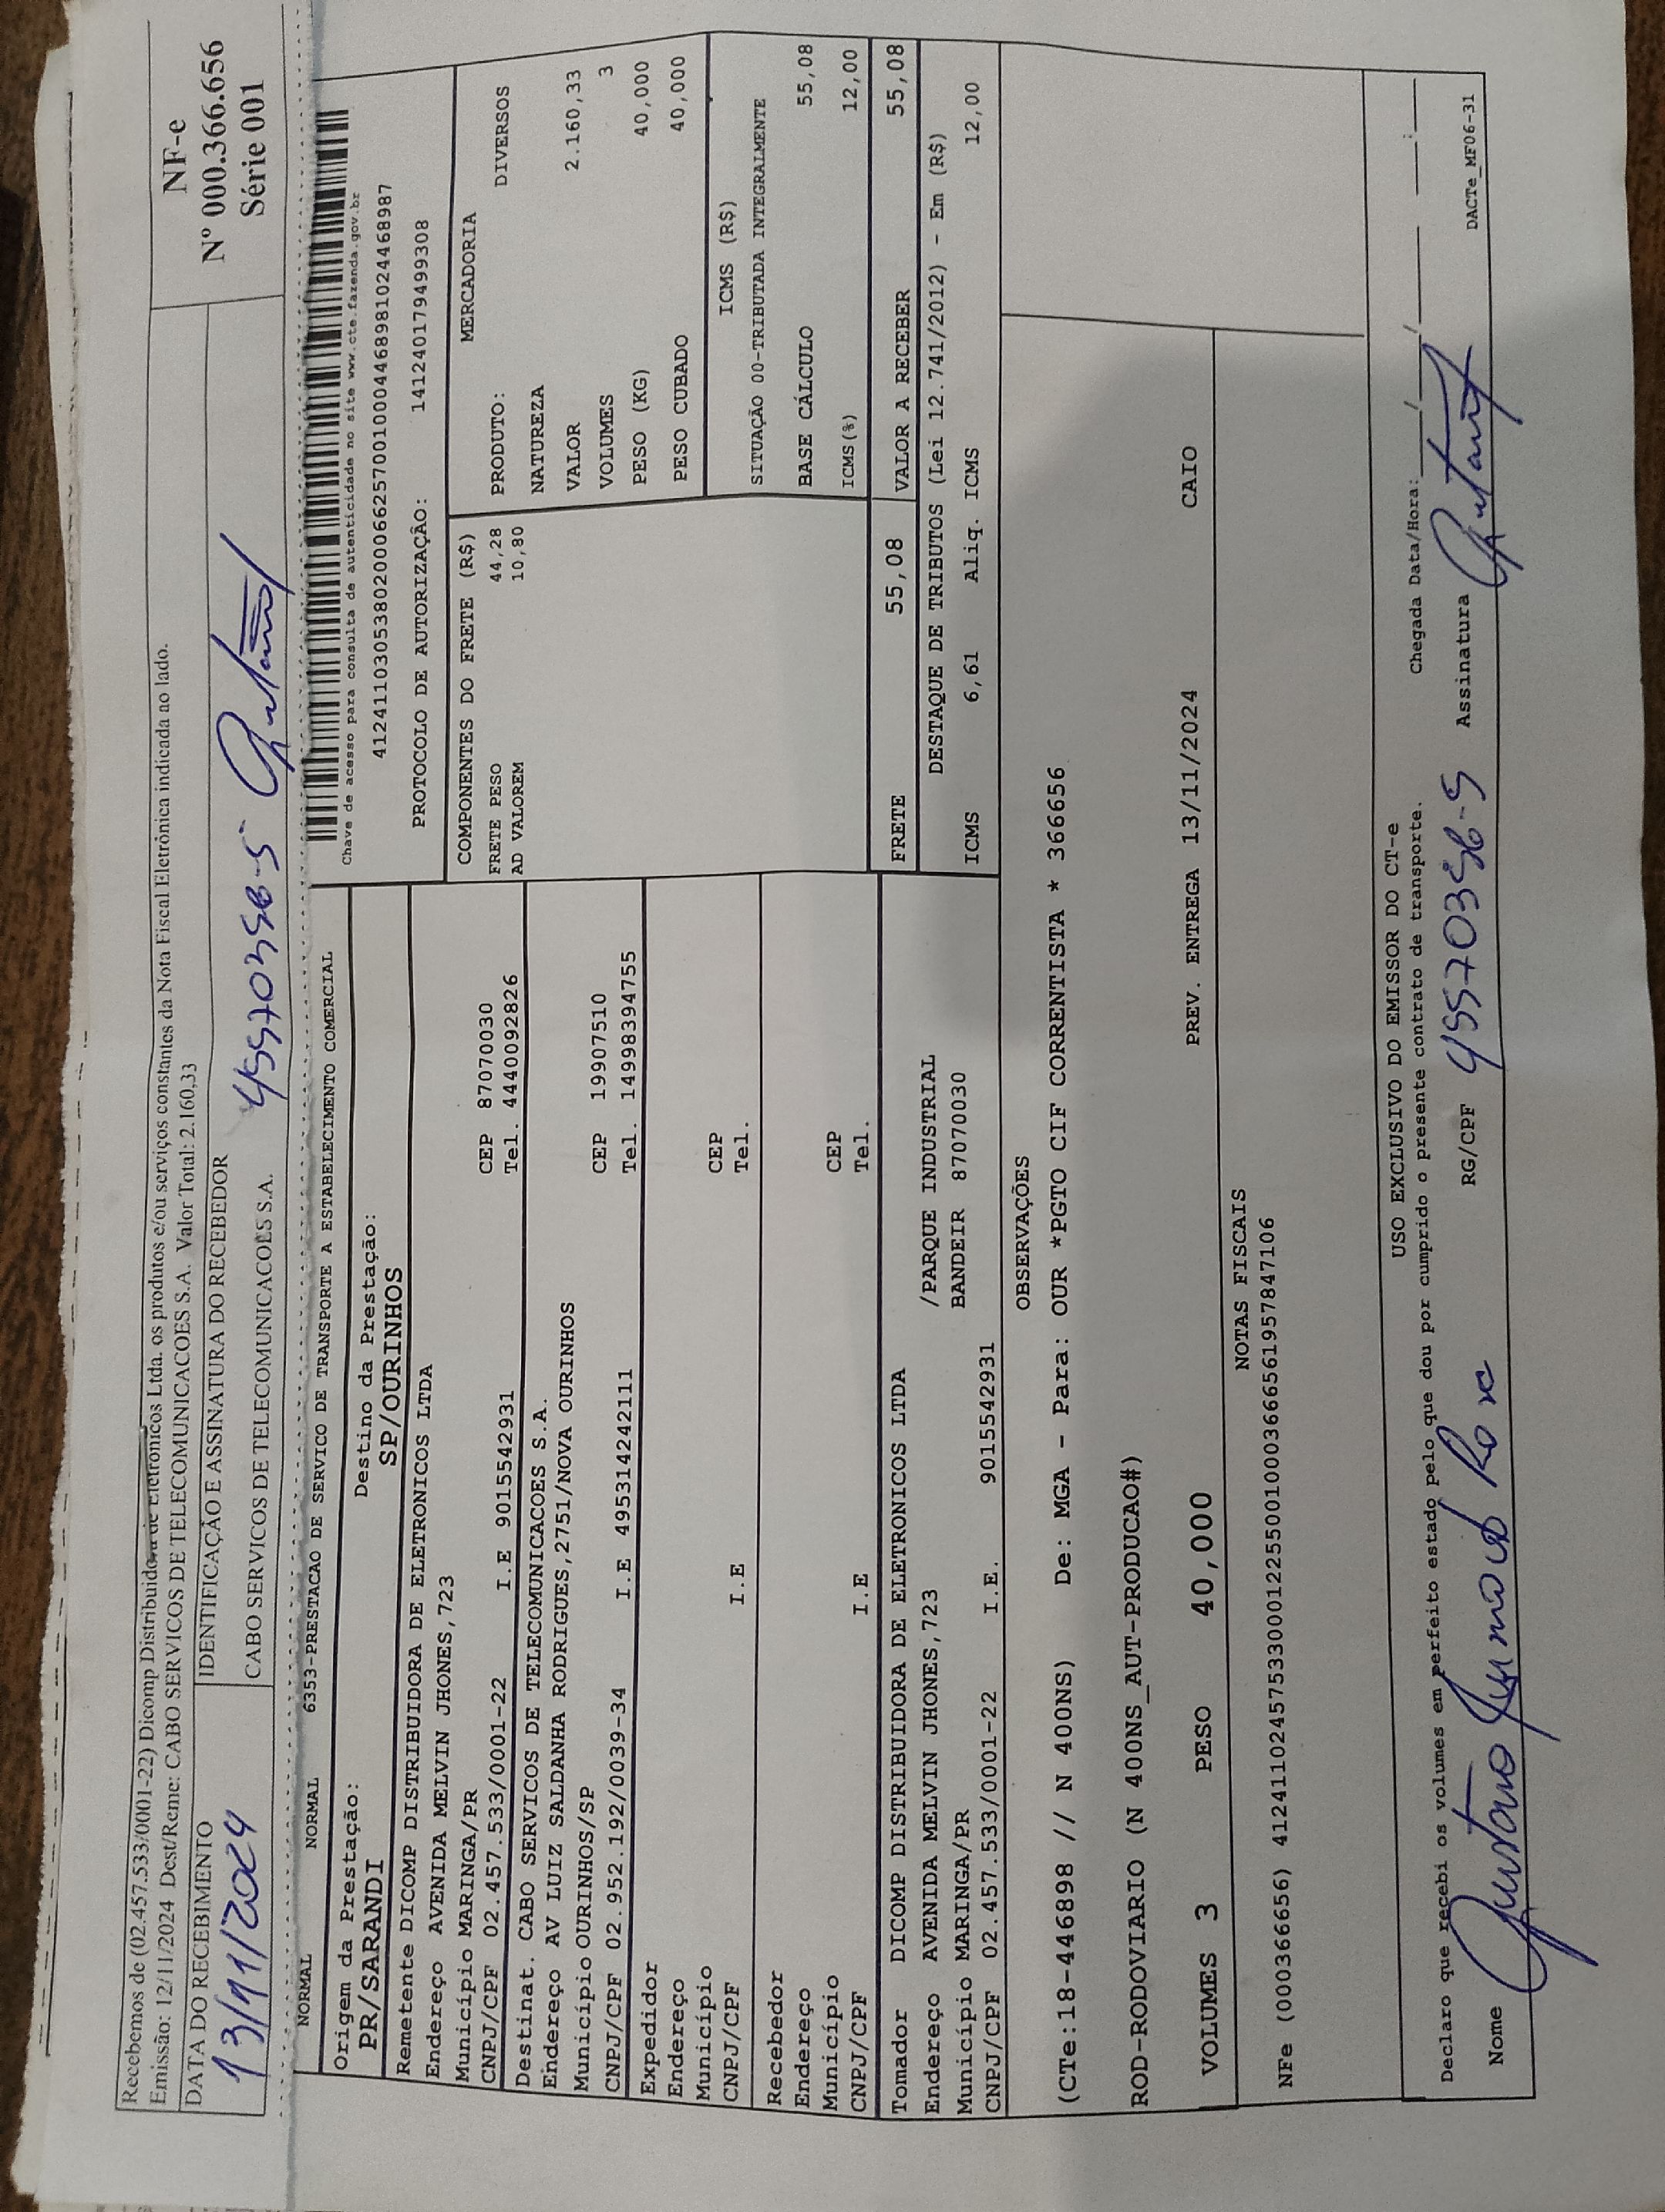 Recebemos de (02.457.533/0001-22) Dicomp Distribuidora de Eletronicos Ltda. os produtos e/ou serviços constantes da Nota Fiscal Eletrônica indicada ao lado.
Emissão: 12/11/2024 Dest/Reme: CABO SERVICOS DE TELECOMUNICACOES S.A. Valor Total: 2.160,33
NF-e
Nº 000.366.656
Série 001
DATA DO RECEBIMENTO
13/11/2024
IDENTIFICAÇÃO E ASSINATURA DO RECEBEDOR
CABO SERVICOS DE TELECOMUNICACOES S.A.
NORMAL NORMAL 6353-PRESTACAO DE SERVICO DE TRANSPORTE A ESTABELECIMENTO COMERCIAL
Origem da Prestação: Destino da Prestação:
PR/SARANDI SP/OURINHOS
Chave de acesso para consulta de autenticidade no site www.cte.fazenda.gov.br
41241103053802000662570010004468981024468987
PROTOCOLO DE AUTORIZAÇÃO: 141240179499308
Remetente DICOMP DISTRIBUIDORA DE ELETRONICOS LTDA
Endereço AVENIDA MELVIN JHONES,723
Município MARINGA/PR CEP 87070030
CNPJ/CPF 02.457.533/0001-22 I.E 9015542931 Tel. 444009282​6
Destinat. CABO SERVICOS DE TELECOMUNICACOES S.A.
Endereço AV LUIZ SALDANHA RODRIGUES,2751/NOVA OURINHOS
Município OURINHOS/SP CEP 19907510
CNPJ/CPF 02.952.192/0039-34 I.E 495314242111 Tel. 14998394755
Expedidor
Endereço
Município CEP
CNPJ/CPF I.E Tel.
Recebedor
Endereço
Município CEP
CNPJ/CPF I.E Tel.
Tomador DICOMP DISTRIBUIDORA DE ELETRONICOS LTDA
Endereço AVENIDA MELVIN JHONES,723 /PARQUE INDUSTRIAL
Município MARINGA/PR BANDEIR 87070030
CNPJ/CPF 02.457.533/0001-22 I.E. 9015542931
COMPONENTES DO FRETE (R$)
FRETE PESO 44,28
AD VALOREM 10,80
MERCADORIA
PRODUTO: DIVERSOS
NATUREZA
VALOR 2.160,33
VOLUMES 3
PESO (KG) 40,000
PESO CUBADO 40,000
ICMS (R$)
SITUAÇÃO 00-TRIBUTADA INTEGRALMENTE
BASE CÁLCULO 55,08
ICMS(%) 12,00
FRETE 55,08 VALOR A RECEBER 55,08
DESTAQUE DE TRIBUTOS (Lei 12.741/2012) - Em (R$)
ICMS 6,61 Aliq. ICMS 12,00
OBSERVAÇÕES
(CTe:18-446898 // N 400NS) De: MGA - Para: OUR *PGTO CIF CORRENTISTA * 366656
ROD-RODOVIARIO (N 400NS_AUT-PRODUCAO#)
VOLUMES 3 PESO 40,000 PREV. ENTREGA 13/11/2024 CAIO
NOTAS FISCAIS
NFe (000366656) 41241102457533000122550010003666561957847106
USO EXCLUSIVO DO EMISSOR DO CT-e
Declaro que recebi os volumes em perfeito estado pelo que dou por cumprido o presente contrato de transporte. Chegada Data/Hora: __/__/____ __:__
Nome RG/CPF Assinatura
DACTe_MF06-31